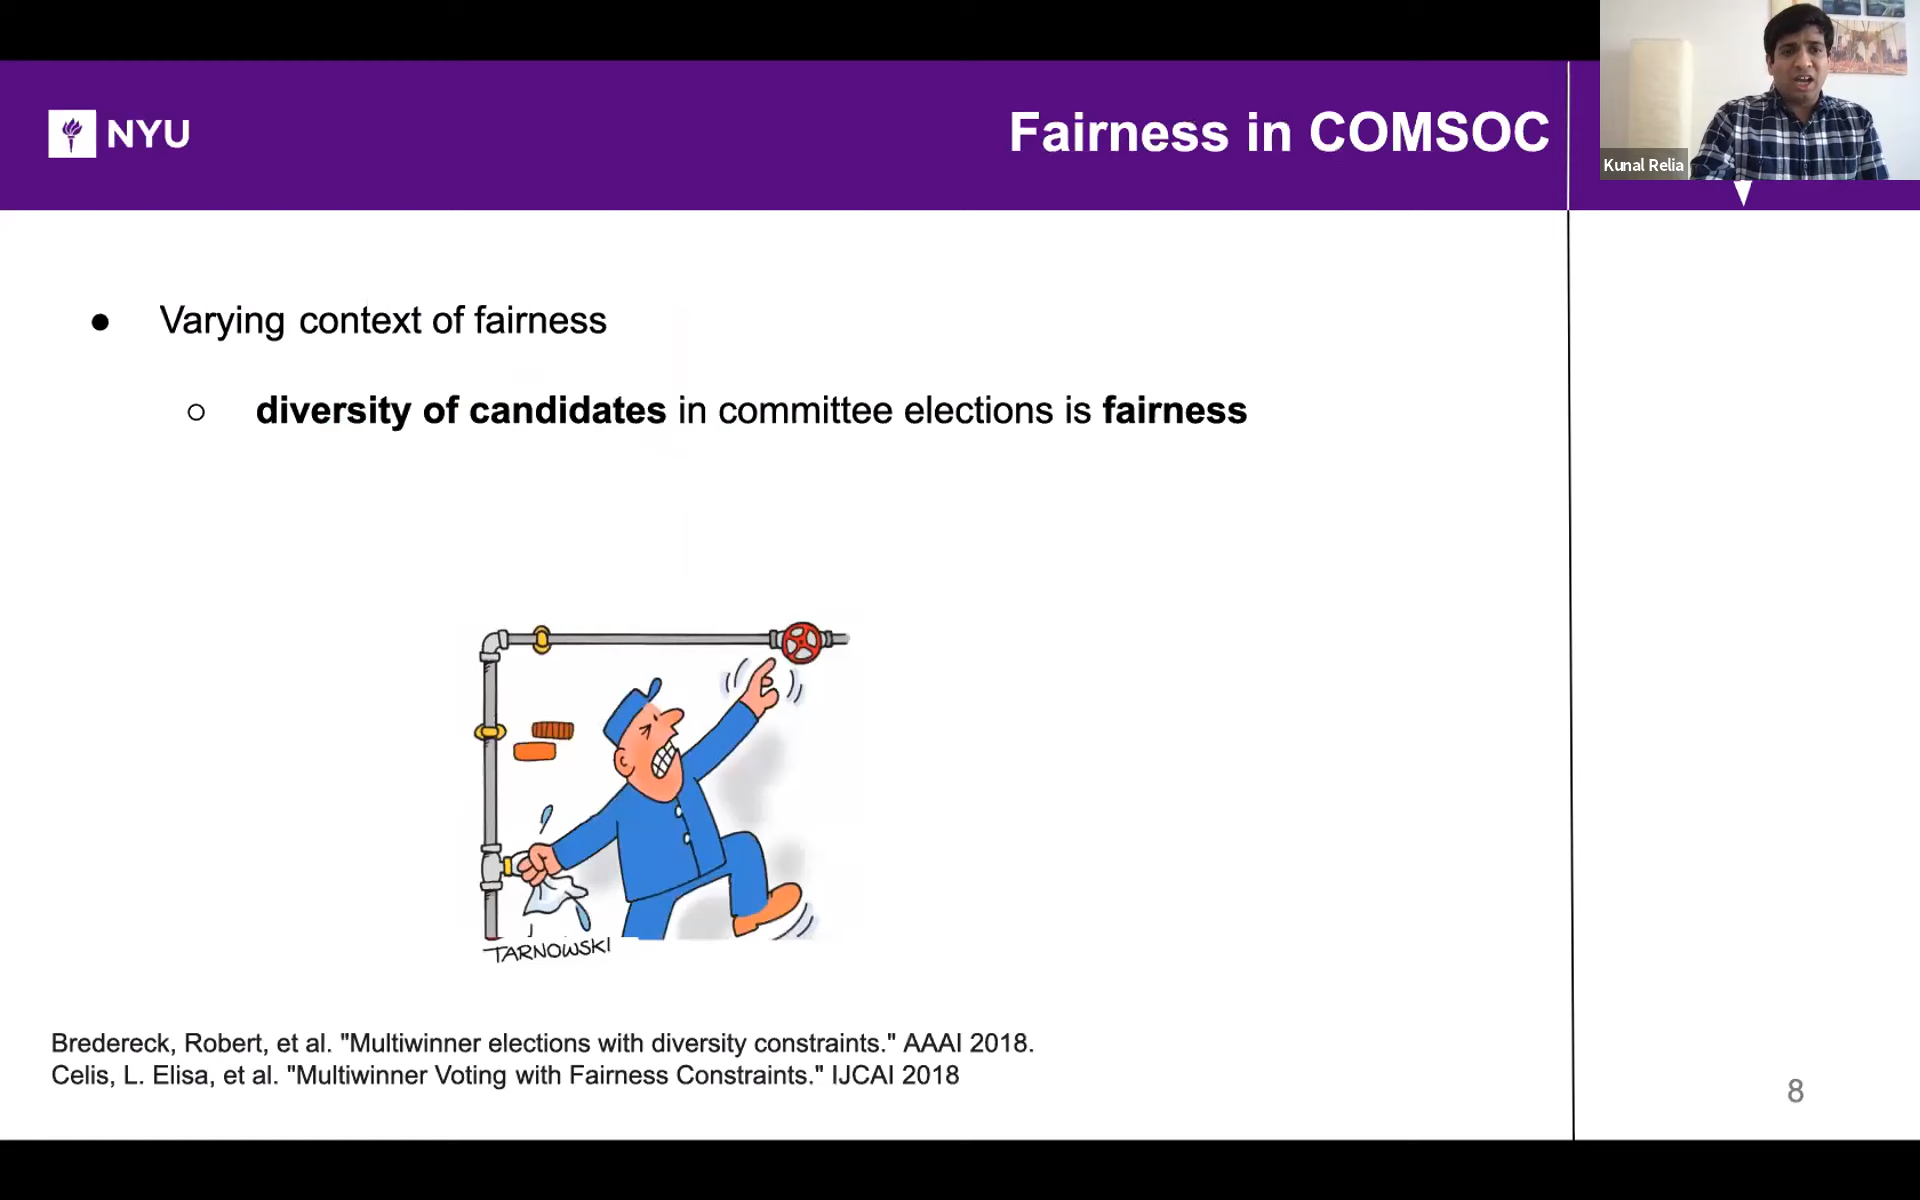 NYU
Fairness in COMSOC
Kunal Relia
● Varying context of fairness
○ diversity of candidates in committee elections is fairness
TARNOWSKI
Bredereck, Robert, et al. "Multiwinner elections with diversity constraints." AAAI 2018.
Celis, L. Elisa, et al. "Multiwinner Voting with Fairness Constraints." IJCAI 2018
8